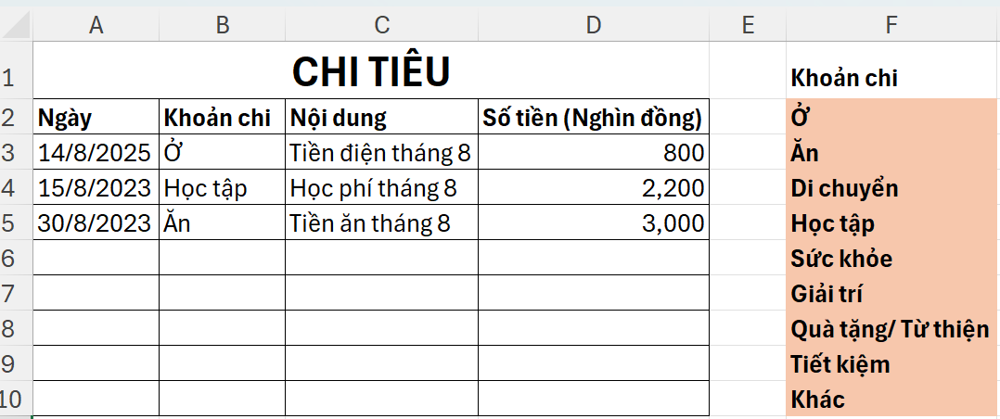 A B C D E F
1 CHI TIÊU Khoản chi
2 Ngày Khoản chi Nội dung Số tiền (Nghìn đồng) Ở
3 14/8/2025 Ở Tiền điện tháng 8 800 Ăn
4 15/8/2023 Học tập Học phí tháng 8 2,200 Di chuyển
5 30/8/2023 Ăn Tiền ăn tháng 8 3,000 Học tập
6 Sức khỏe
7 Giải trí
8 Quà tặng/ Từ thiện
9 Tiết kiệm
10 Khác